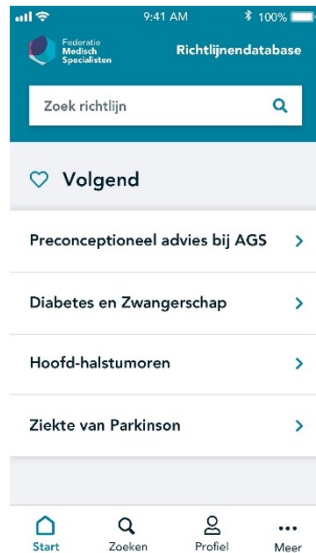 9:41 AM
100%
Federatie
Medisch
Specialisten
Richtlijnendatabase
Zoek richtlijn
Volgend
Preconceptioneel advies bij AGS
Diabetes en Zwangerschap
Hoofd-halstumoren
Ziekte van Parkinson
Start
Zoeken
Profiel
Meer